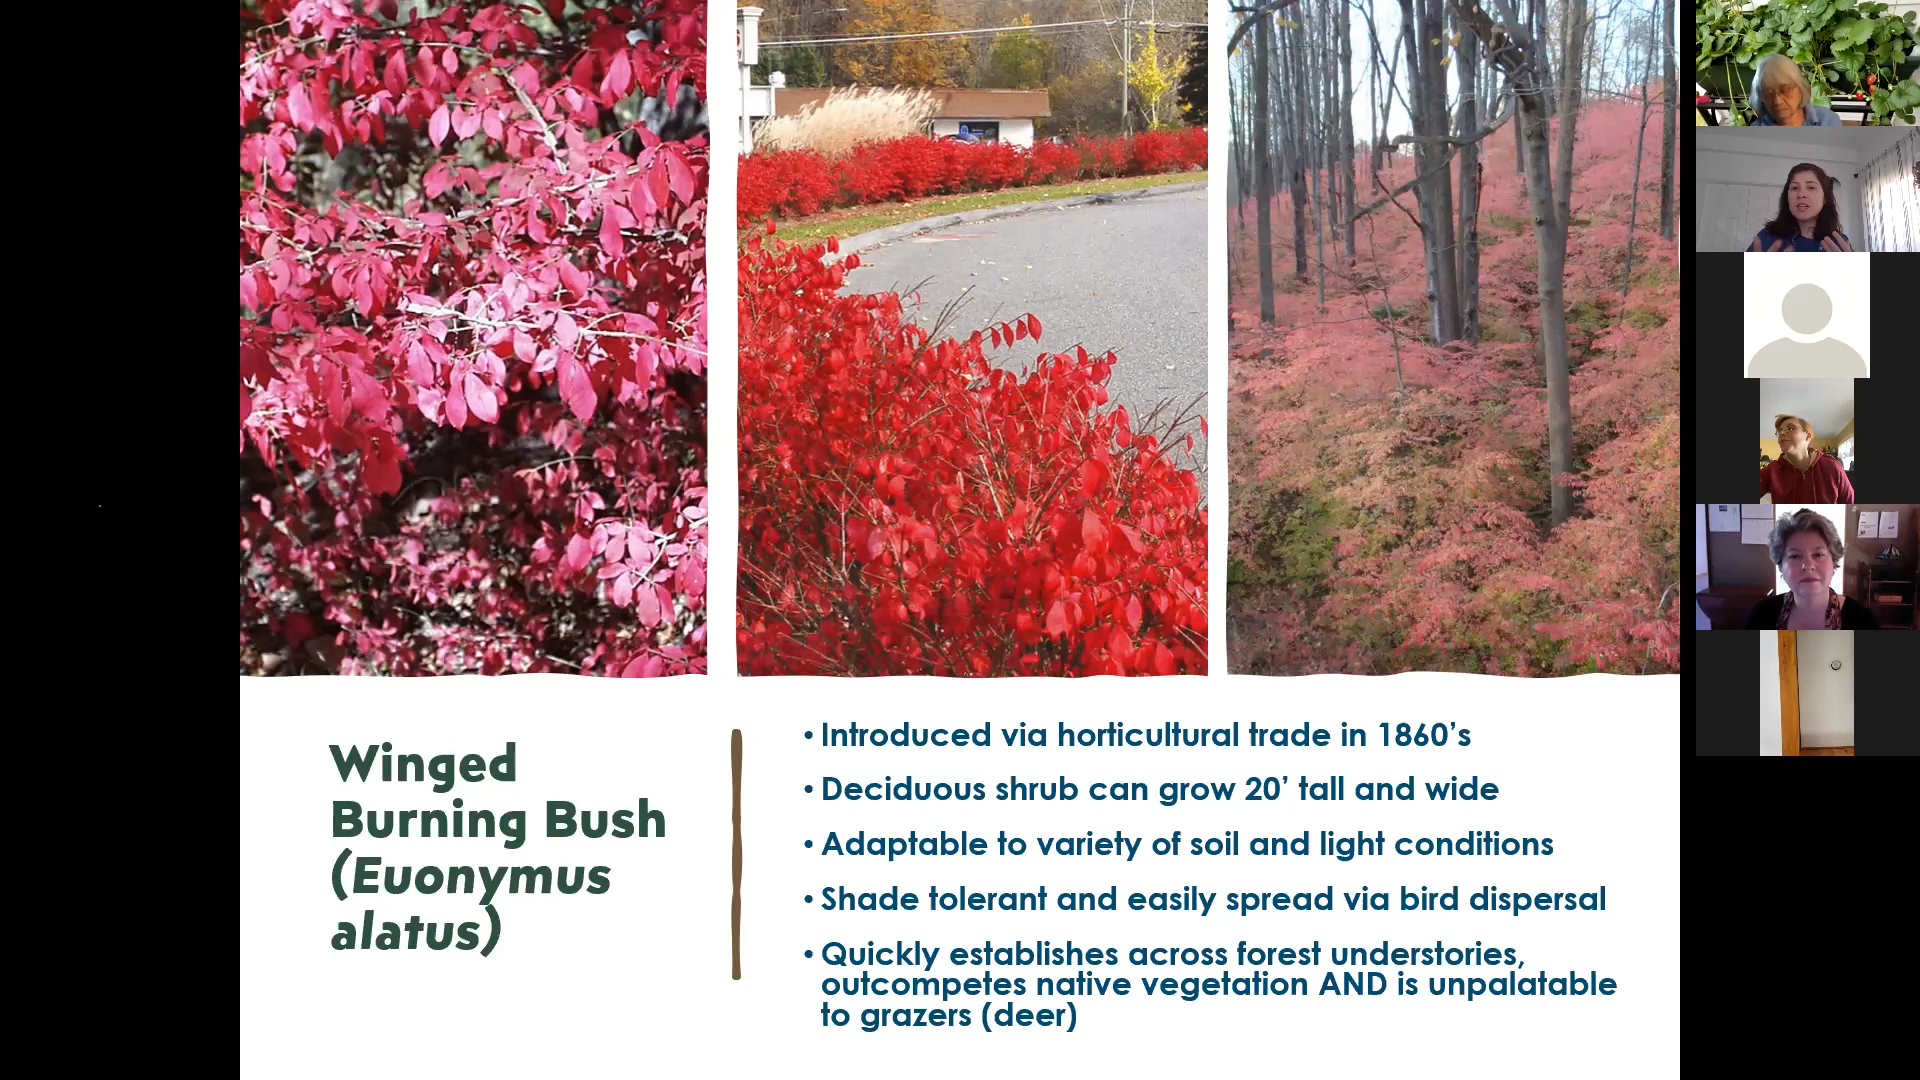 Winged
Burning Bush
(Euonymus
alatus)
• Introduced via horticultural trade in 1860’s
• Deciduous shrub can grow 20’ tall and wide
• Adaptable to variety of soil and light conditions
• Shade tolerant and easily spread via bird dispersal
• Quickly establishes across forest understories,
outcompetes native vegetation AND is unpalatable
to grazers (deer)